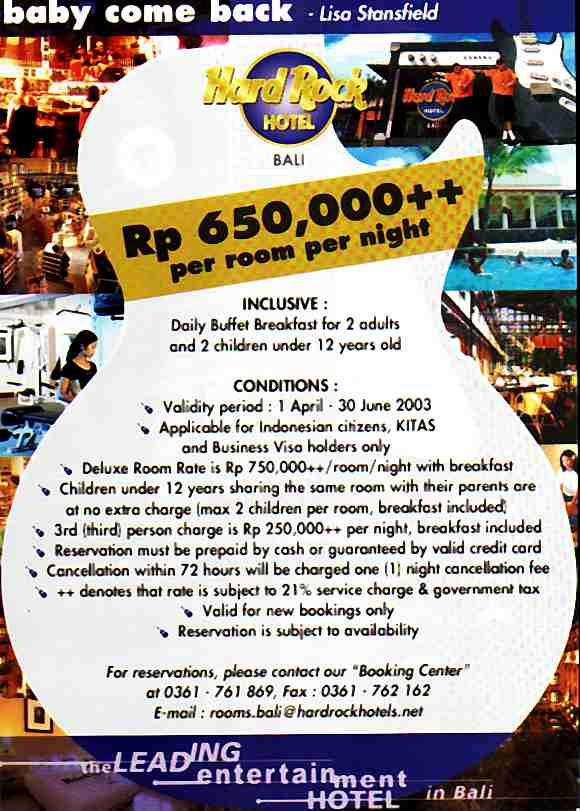 baby come back - Lisa Stansfield
Hard Rock
HOTEL
BALI
Rp 650,000++
per room per night
INCLUSIVE :
Daily Buffet Breakfast for 2 adults
and 2 children under 12 years old
CONDITIONS :
Validity period : 1 April - 30 June 2003
Applicable for Indonesian citizens, KITAS
and Business Visa holders only
Deluxe Room Rate is Rp 750,000++/room/night with breakfast
Children under 12 years sharing the same room with their parents are
at no extra charge (max 2 children per room, breakfast included)
3rd (third) person charge is Rp 250,000++ per night, breakfast included
Reservation must be prepaid by cash or guaranteed by valid credit card
Cancellation within 72 hours will be charged one (1) night cancellation fee
++ denotes that rate is subject to 21% service charge & government tax
Valid for new bookings only
Reservation is subject to availability
For reservations, please contact our "Booking Center"
at 0361 - 761 869, Fax : 0361 - 762 162
E-mail : rooms.bali@hardrockhotels.net
the LEADING
entertainment
HOTEL in Bali